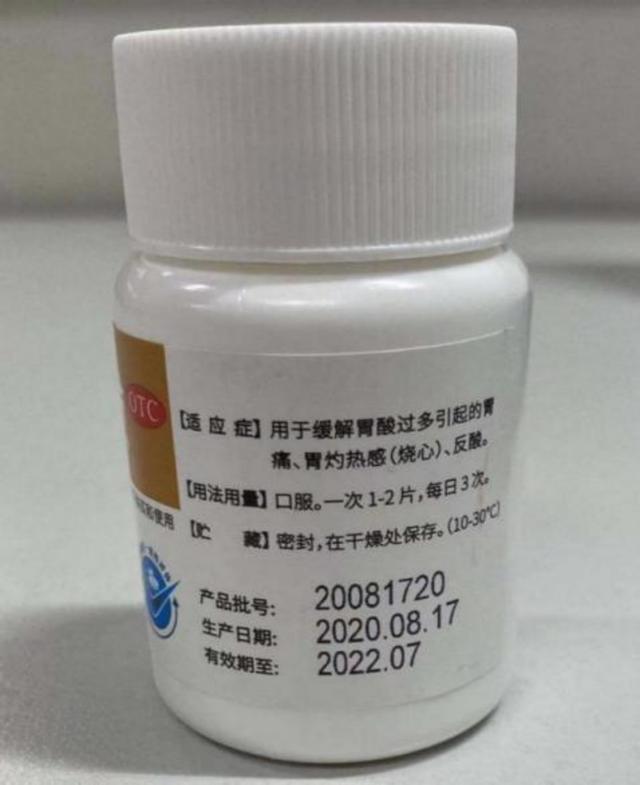 OTC
【适应症】用于缓解胃酸过多引起的胃
痛、胃灼热感(烧心)、反酸。
【用法用量】口服。一次1-2片,每日3次。
和使用
【贮 藏】密封,在干燥处保存。(10-30℃)
产品批号: 20081720
生产日期: 2020.08.17
有效期至: 2022.07